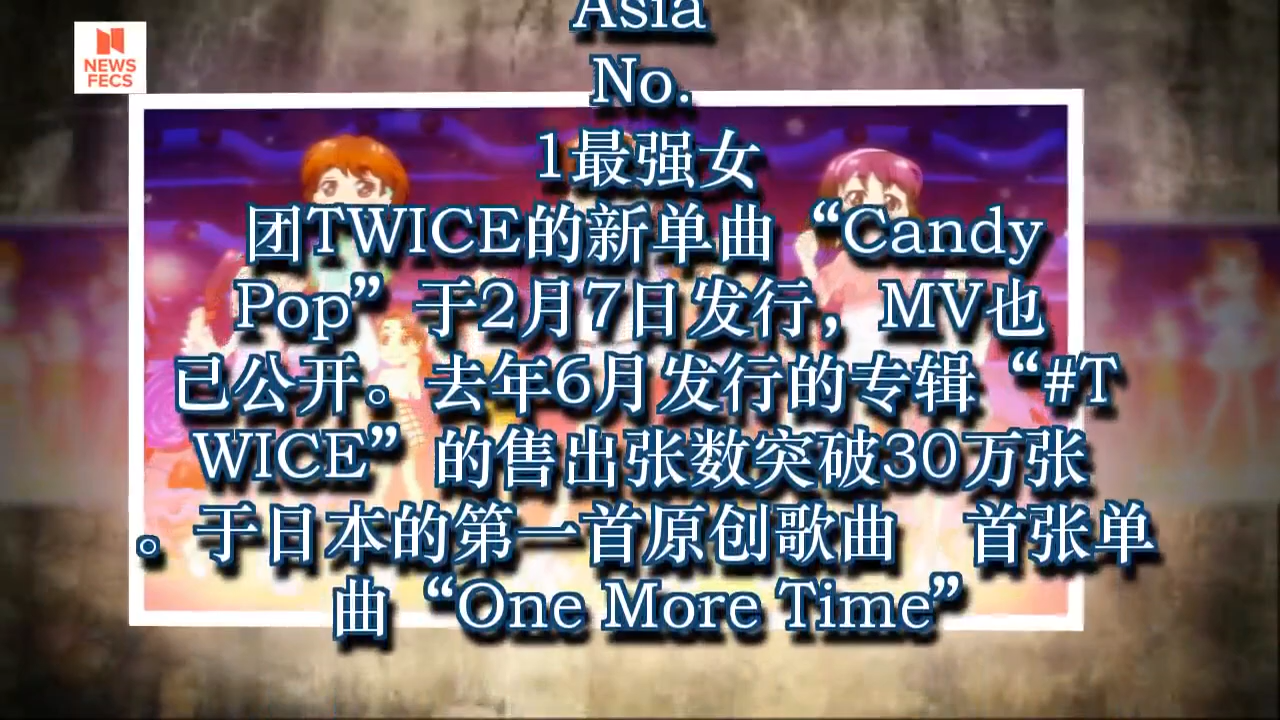 NEWS
FECS
Asia
No.
1最强女
团TWICE的新单曲“Candy
Pop”于2月7日发行，MV也
已公开。去年6月发行的专辑“#T
WICE”的售出张数突破30万张
。于日本的第一首原创歌曲　首张单
曲“One More Time”